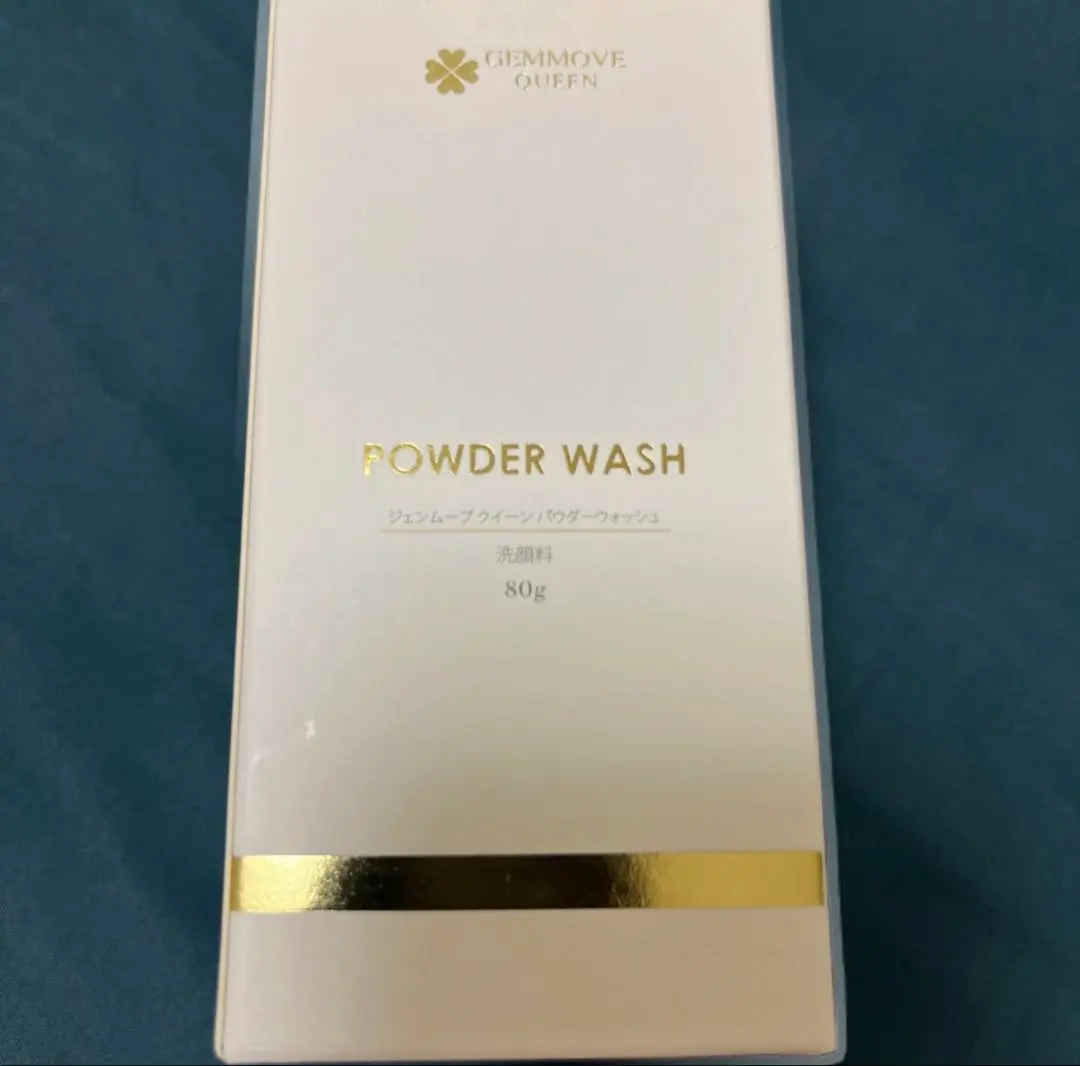 GEMMOVE
QUEEN
POWDER WASH
ジェンムーブ クイーン パウダーウォッシュ
洗顔料
80g